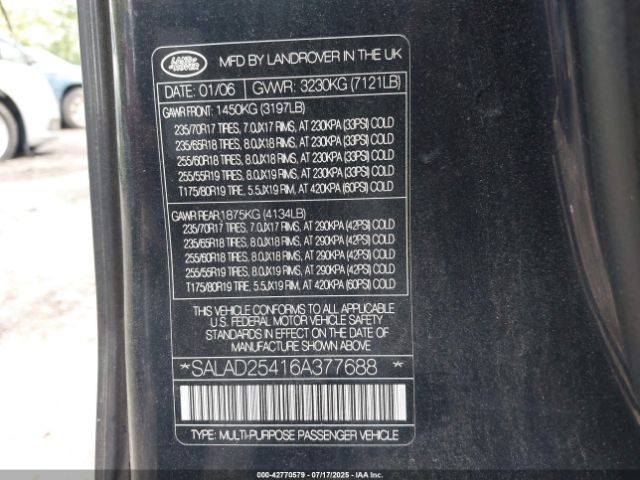 LAND ROVER
MFD BY LANDROVER IN THE UK
DATE: 01/06 GVWR: 3230KG (7121LB)
GAWR FRONT: 1450KG (3197LB)
235/70R17 TIRES, 7.0JX17 RIMS, AT 230KPA (33PSI) COLD
235/65R18 TIRES, 8.0JX18 RIMS, AT 230KPA (33PSI) COLD
255/60R18 TIRES, 8.0JX18 RIMS, AT 230KPA (33PSI) COLD
255/55R19 TIRES, 8.0JX19 RIMS, AT 230KPA (33PSI) COLD
T175/80R19 TIRE, 5.5JX19 RIM, AT 420KPA (60PSI) COLD
GAWR REAR: 1875KG (4134LB)
235/70R17 TIRES, 7.0JX17 RIMS, AT 290KPA (42PSI) COLD
235/65R18 TIRES, 8.0JX18 RIMS, AT 290KPA (42PSI) COLD
255/60R18 TIRES, 8.0JX18 RIMS, AT 290KPA (42PSI) COLD
255/55R19 TIRES, 8.0JX19 RIMS, AT 290KPA (42PSI) COLD
T175/80R19 TIRE, 5.5JX19 RIM, AT 420KPA (60PSI) COLD
THIS VEHICLE CONFORMS TO ALL APPLICABLE
U.S. FEDERAL MOTOR VEHICLE SAFETY
STANDARDS IN EFFECT ON THE DATE OF
MANUFACTURE SHOWN ABOVE.
*SALAD25416A377688*
TYPE: MULTI-PURPOSE PASSENGER VEHICLE
000-42770579 - 07/17/2025 - IAAI.COM